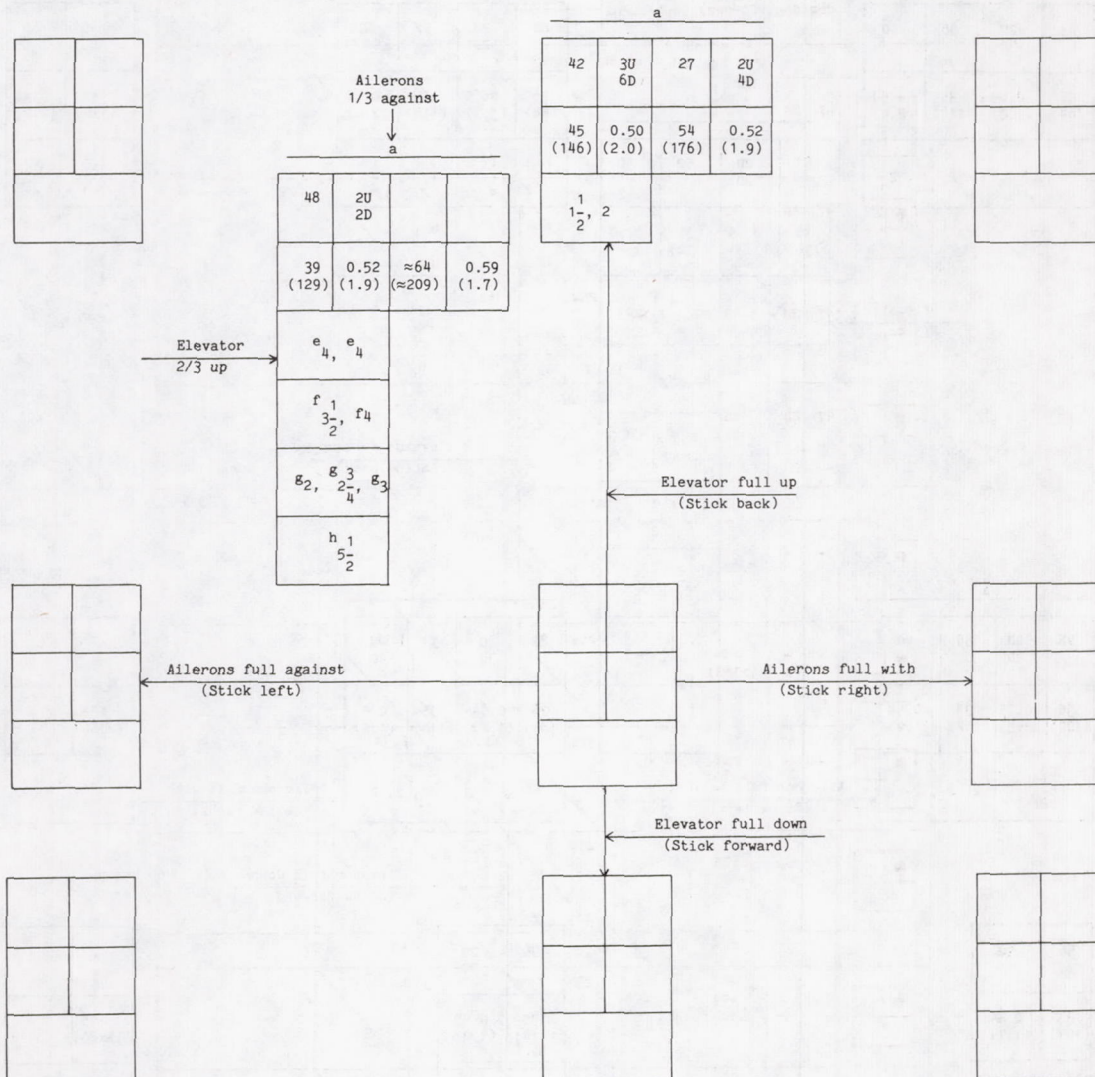 a
42 3U 27 2U
6D 4D
45 0.50 54 0.52
(146) (2.0) (176) (1.9)
1 1/2, 2
Ailerons
1/3 against
a
48 2U
2D
39 0.52 ≈64 0.59
(129) (1.9) (≈209) (1.7)
Elevator
2/3 up
e4, e4
f3 1/2, f4
g2, g2 3/4, g3
h5 1/2
Elevator full up
(Stick back)
Ailerons full against
(Stick left)
Ailerons full with
(Stick right)
Elevator full down
(Stick forward)